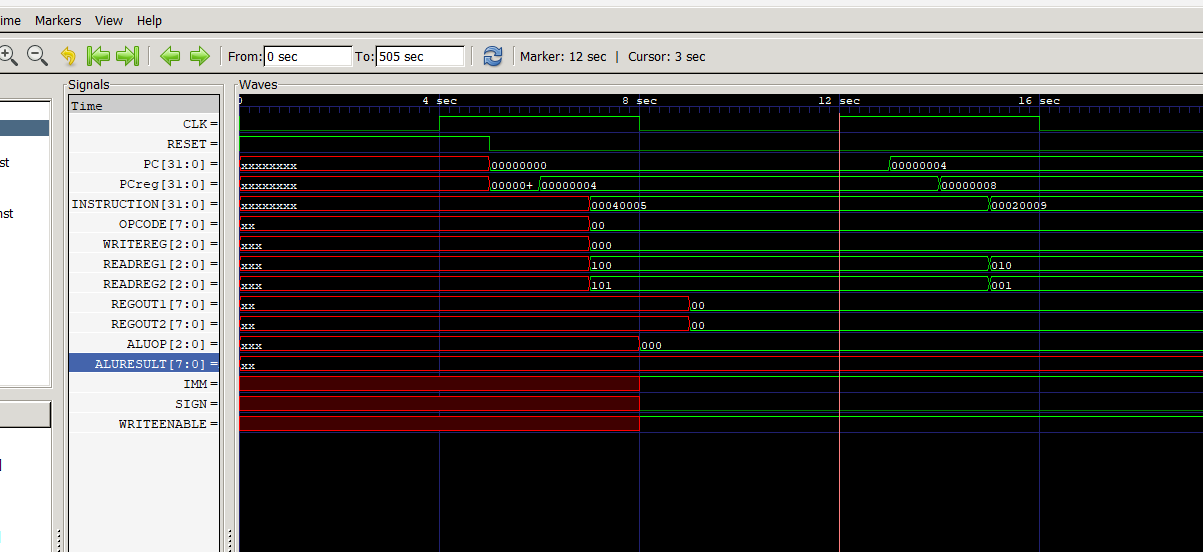 ime Markers View Help
From: 0 sec To: 505 sec Marker: 12 sec | Cursor: 3 sec
Signals Waves
Time 0 4 sec 8 sec 12 sec 16 sec
CLK =
RESET =
st PC[31:0] = xxxxxxxx 00000000 00000004
PCreg[31:0] = xxxxxxxx 00000+ 00000004 00000008
INSTRUCTION[31:0] = xxxxxxxx 00040005 00020009
nst OPCODE[7:0] = xx 00
WRITEREG[2:0] = xxx 000
READREG1[2:0] = xxx 100 010
READREG2[2:0] = xxx 101 001
REGOUT1[7:0] = xx 00
REGOUT2[7:0] = xx 00
ALUOP[2:0] = xxx 000
ALURESULT[7:0] = xx
IMM =
SIGN =
WRITEENABLE =